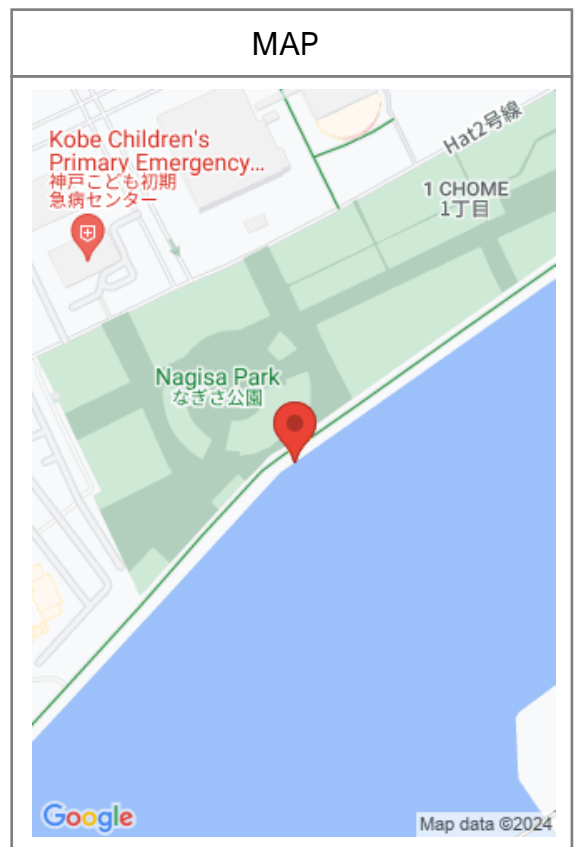 MAP
Kobe Children's
Primary Emergency...
神戸こども初期
急病センター
Hat2号線
1 CHOME
1丁目
Nagisa Park
なぎさ公園
Google
Map data ©2024